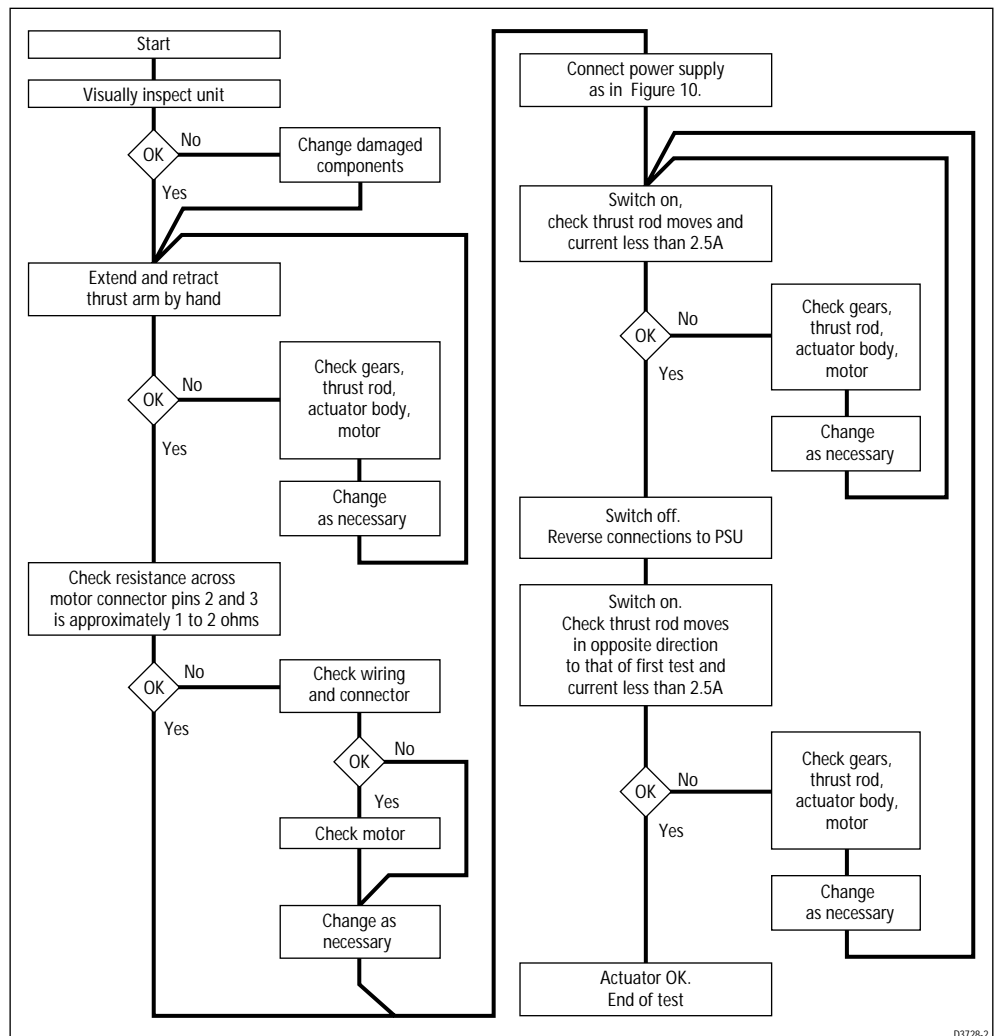 Start
Visually inspect unit
OK
No
Yes
Change damaged
components
Extend and retract
thrust arm by hand
OK
No
Yes
Check gears,
thrust rod,
actuator body,
motor
Change
as necessary
Check resistance across
motor connector pins 2 and 3
is approximately 1 to 2 ohms
OK
No
Yes
Check wiring
and connector
OK
No
Yes
Check motor
Change as
necessary
Connect power supply
as in Figure 10.
Switch on,
check thrust rod moves and
current less than 2.5A
OK
No
Yes
Check gears,
thrust rod,
actuator body,
motor
Change
as necessary
Switch off.
Reverse connections to PSU
Switch on.
Check thrust rod moves
in opposite direction
to that of first test and
current less than 2.5A
OK
No
Yes
Check gears,
thrust rod,
actuator body,
motor
Change
as necessary
Actuator OK.
End of test
D3728-2